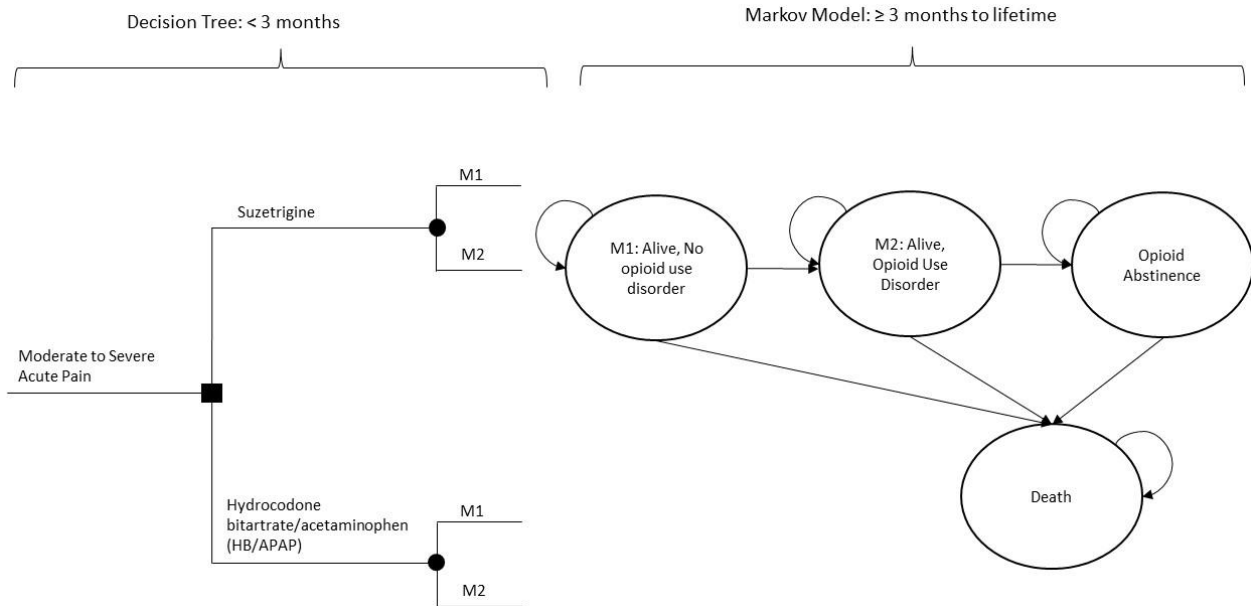 Decision Tree: < 3 months
Markov Model: ≥ 3 months to lifetime
M1
Suzetrigine
M2
Moderate to Severe
Acute Pain
Hydrocodone
bitartrate/acetaminophen
(HB/APAP)
M1
M2
M1: Alive, No
opioid use
disorder
M2: Alive,
Opioid Use
Disorder
Opioid
Abstinence
Death